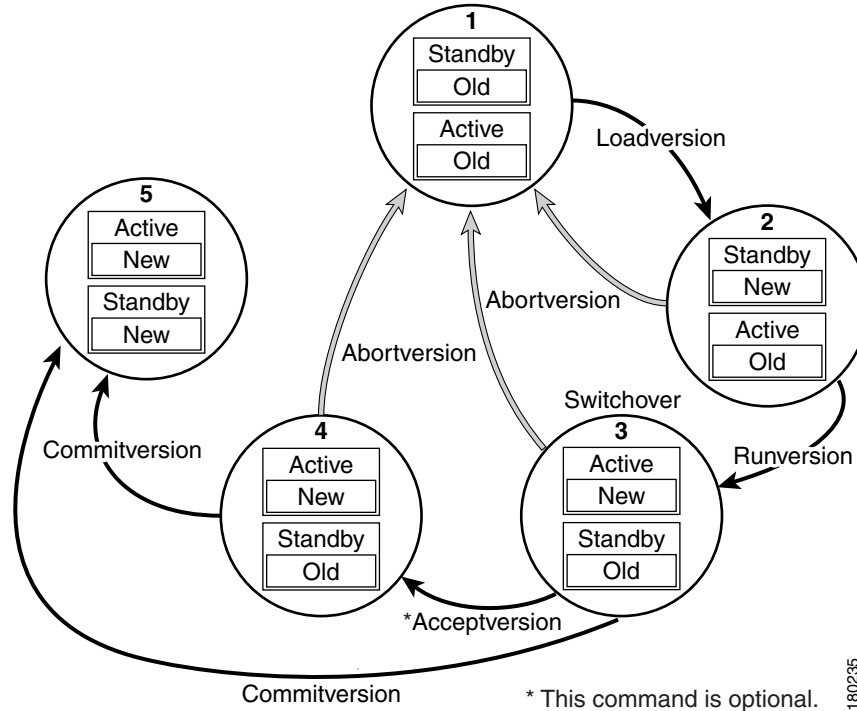 1
Standby
Old
Active
Old
Loadversion
5
Active
New
Standby
New
2
Standby
New
Active
Old
Abortversion
Abortversion
Switchover
Commitversion
4
Active
New
Standby
Old
3
Active
New
Standby
Old
Runversion
*Acceptversion
Commitversion
* This command is optional.
180235